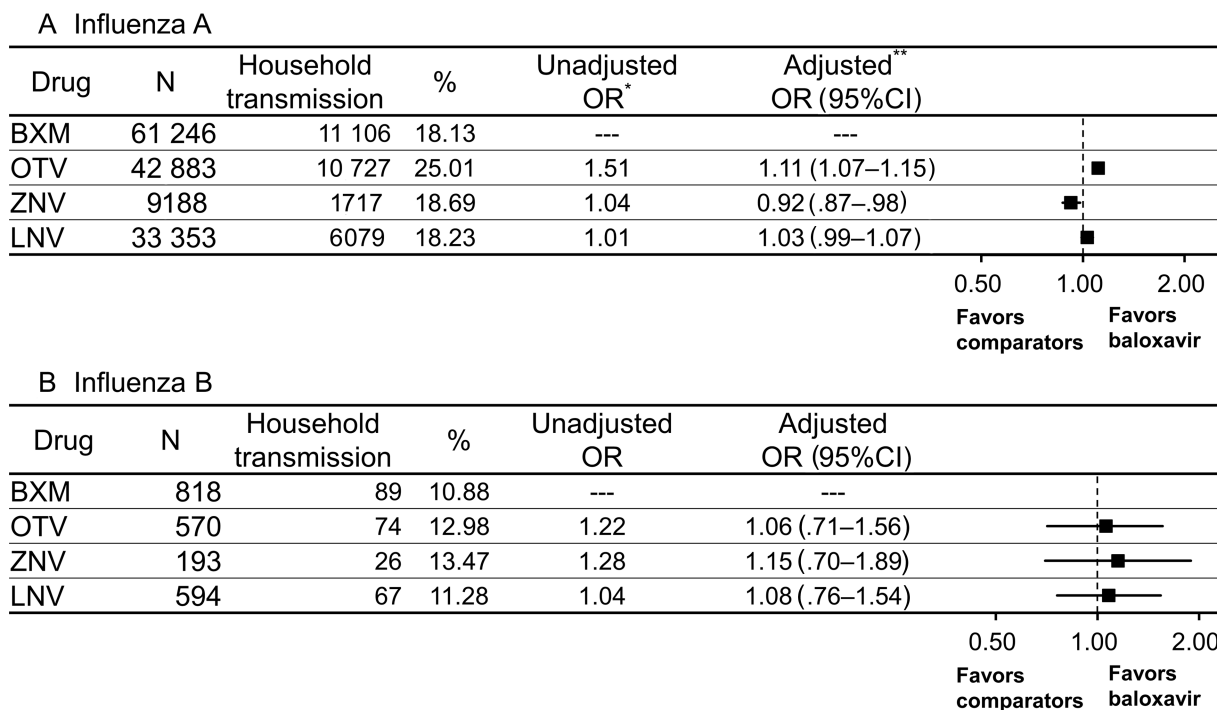 A Influenza A
Drug N Household transmission % Unadjusted OR* Adjusted** OR (95%CI)
BXM 61 246 11 106 18.13 --- ---
OTV 42 883 10 727 25.01 1.51 1.11 (1.07–1.15)
ZNV 9188 1717 18.69 1.04 0.92 (.87–.98)
LNV 33 353 6079 18.23 1.01 1.03 (.99–1.07)
0.50 1.00 2.00
Favors comparators Favors baloxavir
B Influenza B
Drug N Household transmission % Unadjusted OR Adjusted OR (95%CI)
BXM 818 89 10.88 --- ---
OTV 570 74 12.98 1.22 1.06 (.71–1.56)
ZNV 193 26 13.47 1.28 1.15 (.70–1.89)
LNV 594 67 11.28 1.04 1.08 (.76–1.54)
0.50 1.00 2.00
Favors comparators Favors baloxavir